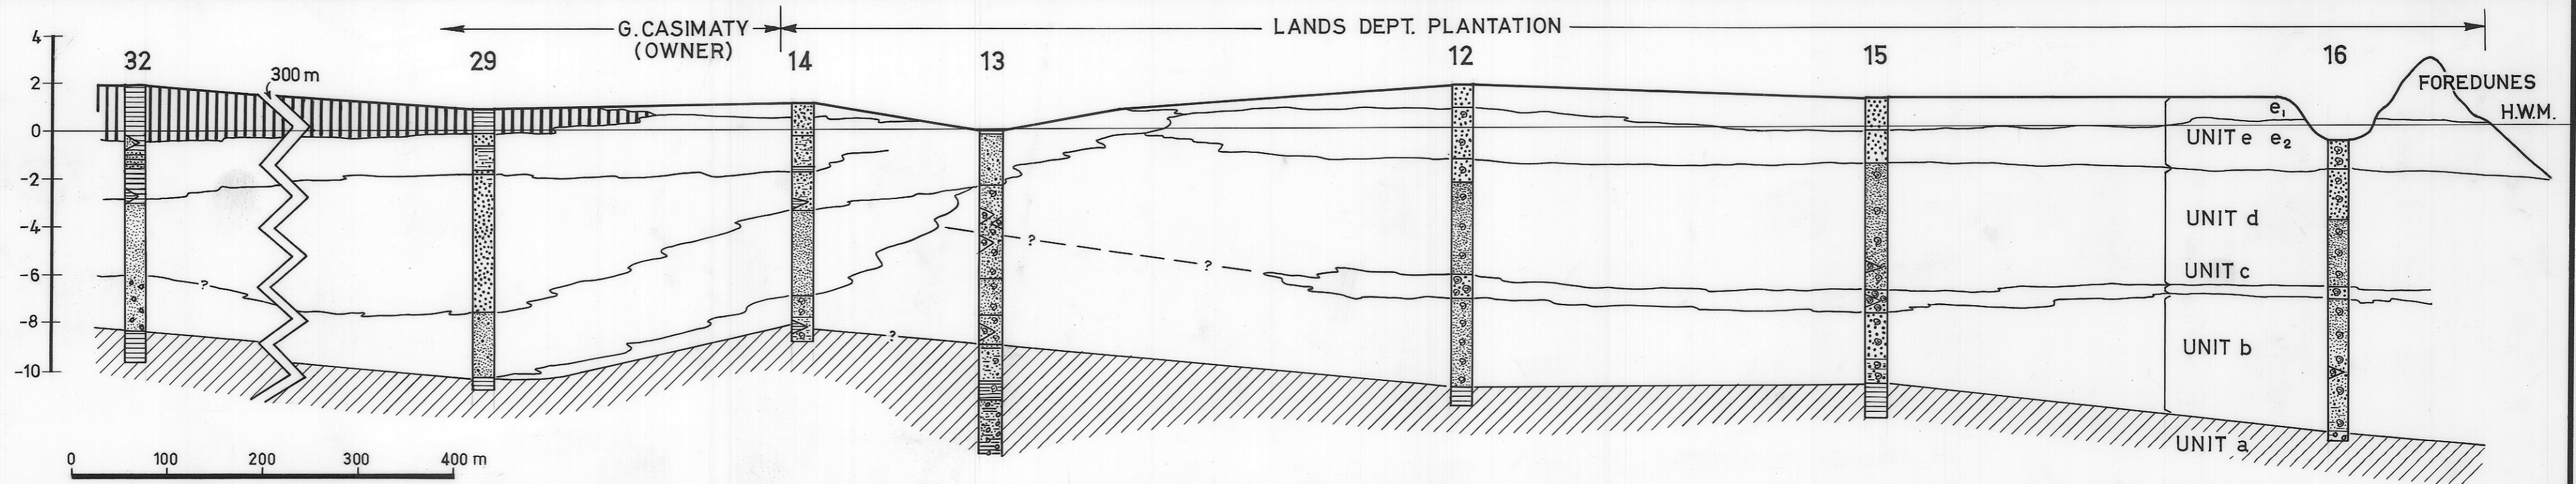 G. CASIMATY
(OWNER)
LANDS DEPT. PLANTATION
32
29
14
13
12
15
16
300 m
FOREDUNES
H.W.M.
4
2
0
-2
-4
-6
-8
-10
e1
UNIT e e2
UNIT d
UNIT c
UNIT b
UNIT a
?
?
?
?
0 100 200 300 400 m